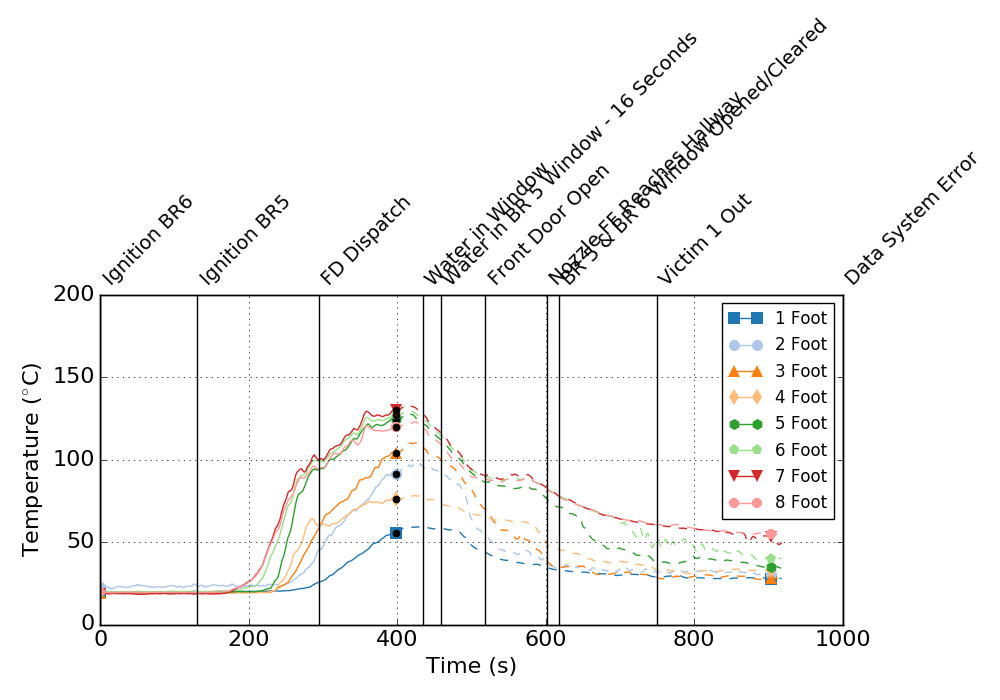 Ignition BR6
Ignition BR5
FD Dispatch
Water in Window
Water in BR 5 Window - 16 Seconds
Front Door Open
Nozzle FF Reaches Hallway
BR 5 & BR 6 Window Opened/Cleared
Victim 1 Out
Data System Error
200
150
100
50
0
Temperature (°C)
1 Foot
2 Foot
3 Foot
4 Foot
5 Foot
6 Foot
7 Foot
8 Foot
0 200 400 600 800 1000
Time (s)